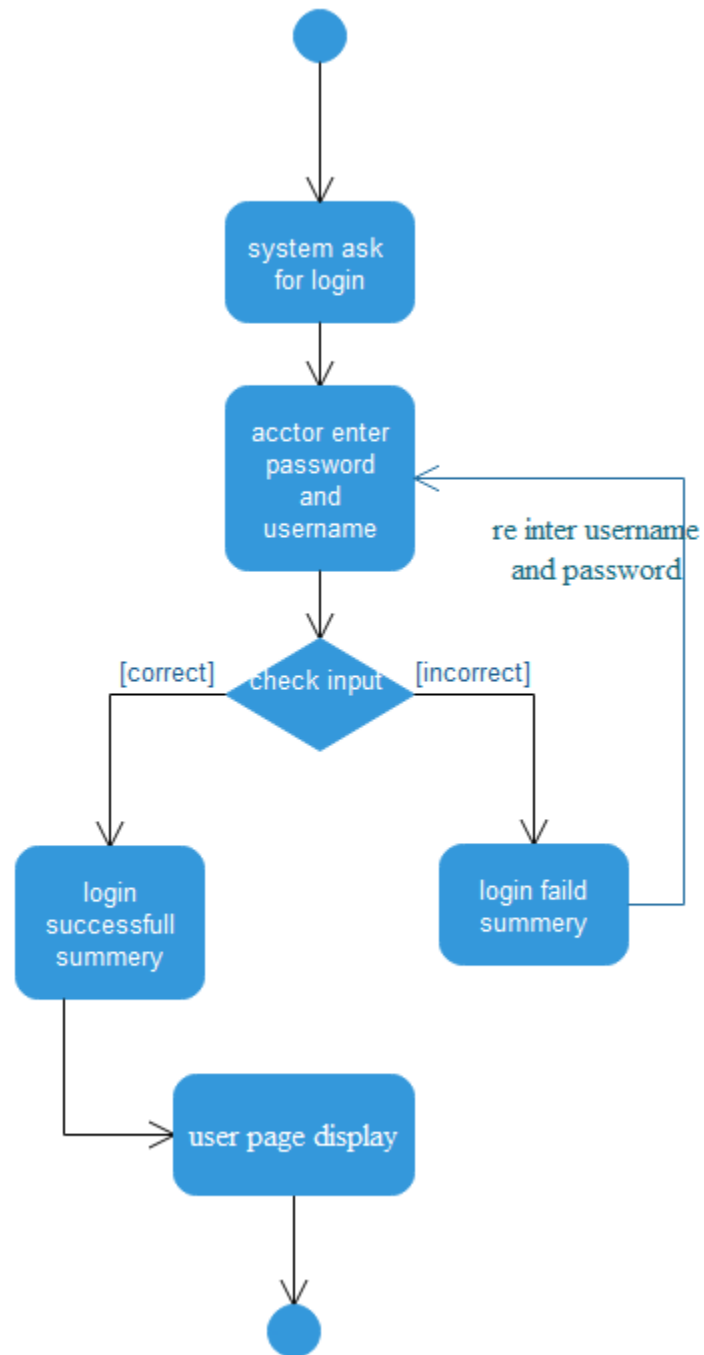 system ask
for login
acctor enter
password
and
username
re inter username
and password
[correct]
check input
[incorrect]
login
successfull
summery
login faild
summery
user page display